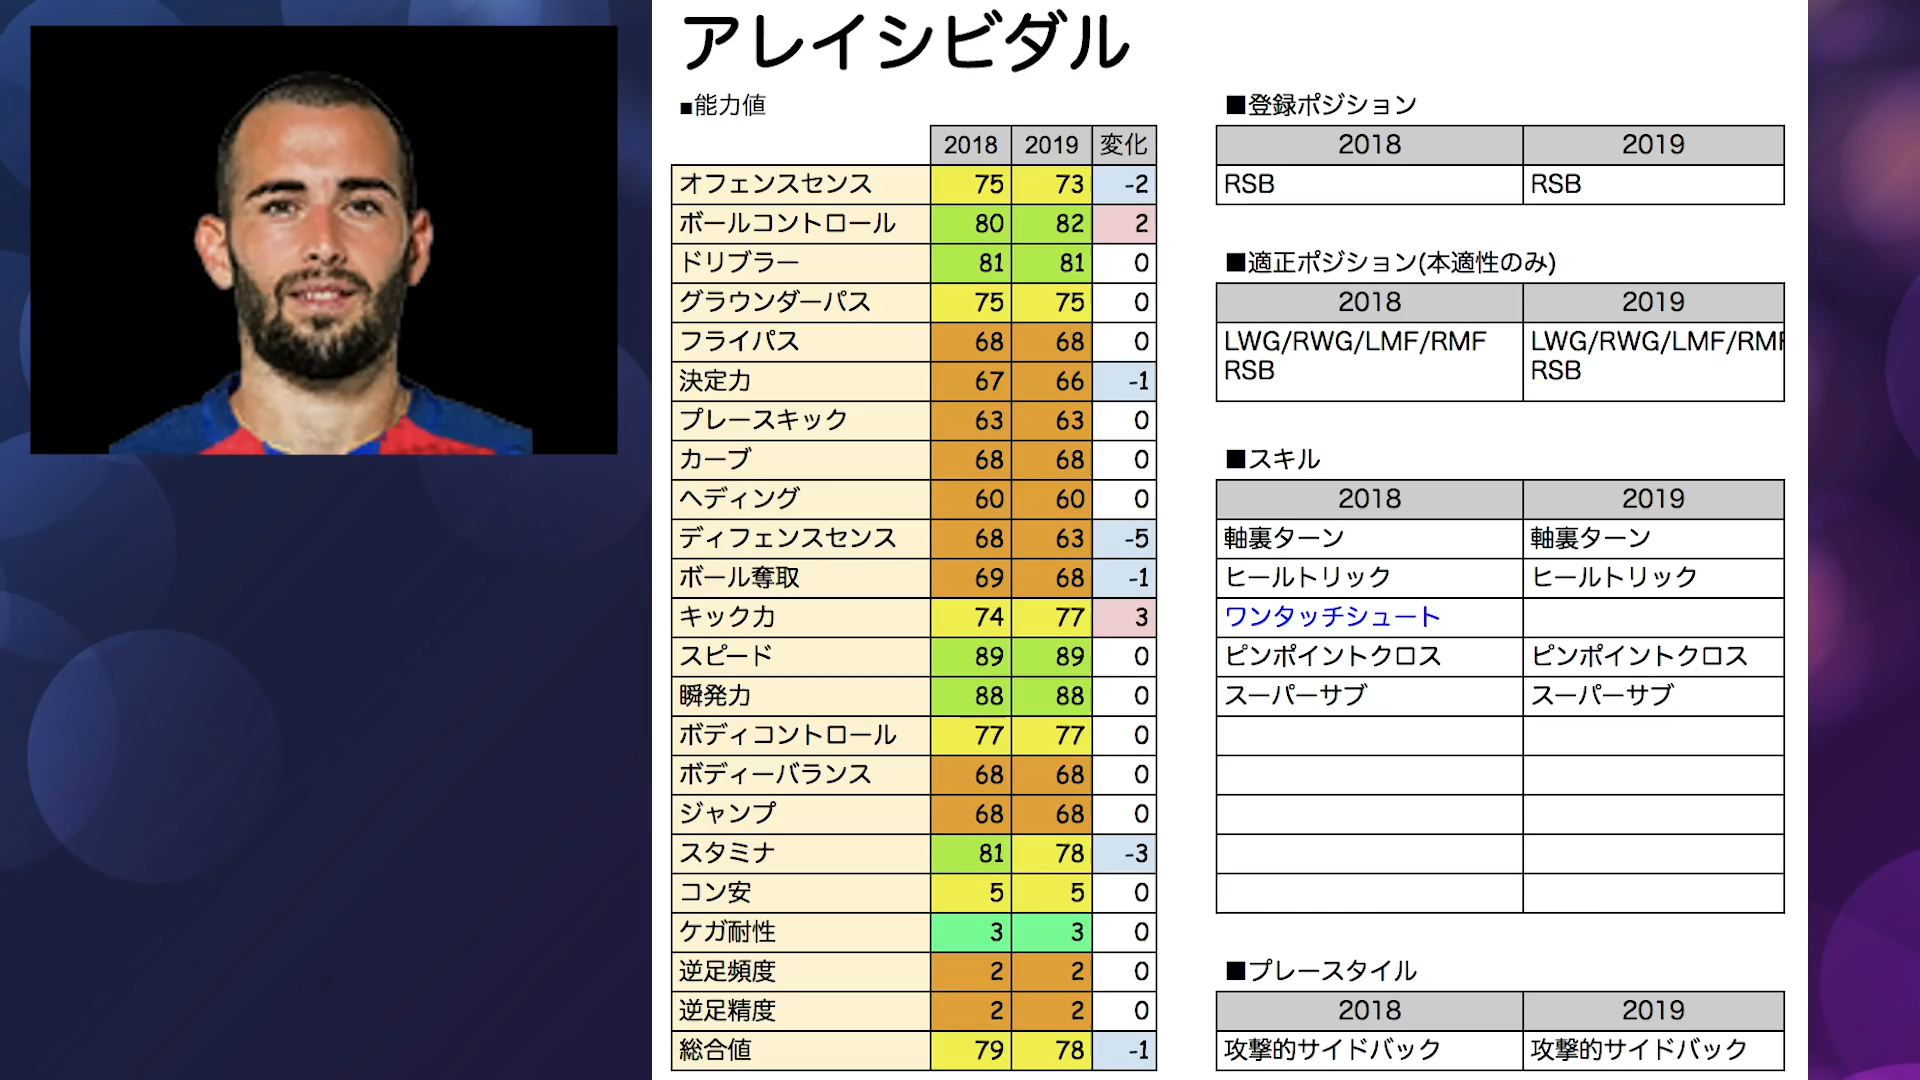 アレイシビダル
■能力値
2018 2019 変化
オフェンスセンス 75 73 -2
ボールコントロール 80 82 2
ドリブラー 81 81 0
グラウンダーパス 75 75 0
フライパス 68 68 0
決定力 67 66 -1
プレースキック 63 63 0
カーブ 68 68 0
ヘディング 60 60 0
ディフェンスセンス 68 63 -5
ボール奪取 69 68 -1
キック力 74 77 3
スピード 89 89 0
瞬発力 88 88 0
ボディコントロール 77 77 0
ボディーバランス 68 68 0
ジャンプ 68 68 0
スタミナ 81 78 -3
コン安 5 5 0
ケガ耐性 3 3 0
逆足頻度 2 2 0
逆足精度 2 2 0
総合値 79 78 -1
■登録ポジション
2018 2019
RSB RSB
■適正ポジション(本適性のみ)
2018 2019
LWG/RWG/LMF/RMF LWG/RWG/LMF/RMF
RSB RSB
■スキル
2018 2019
軸裏ターン 軸裏ターン
ヒールトリック ヒールトリック
ワンタッチシュート
ピンポイントクロス ピンポイントクロス
スーパーサブ スーパーサブ
■プレースタイル
2018 2019
攻撃的サイドバック 攻撃的サイドバック